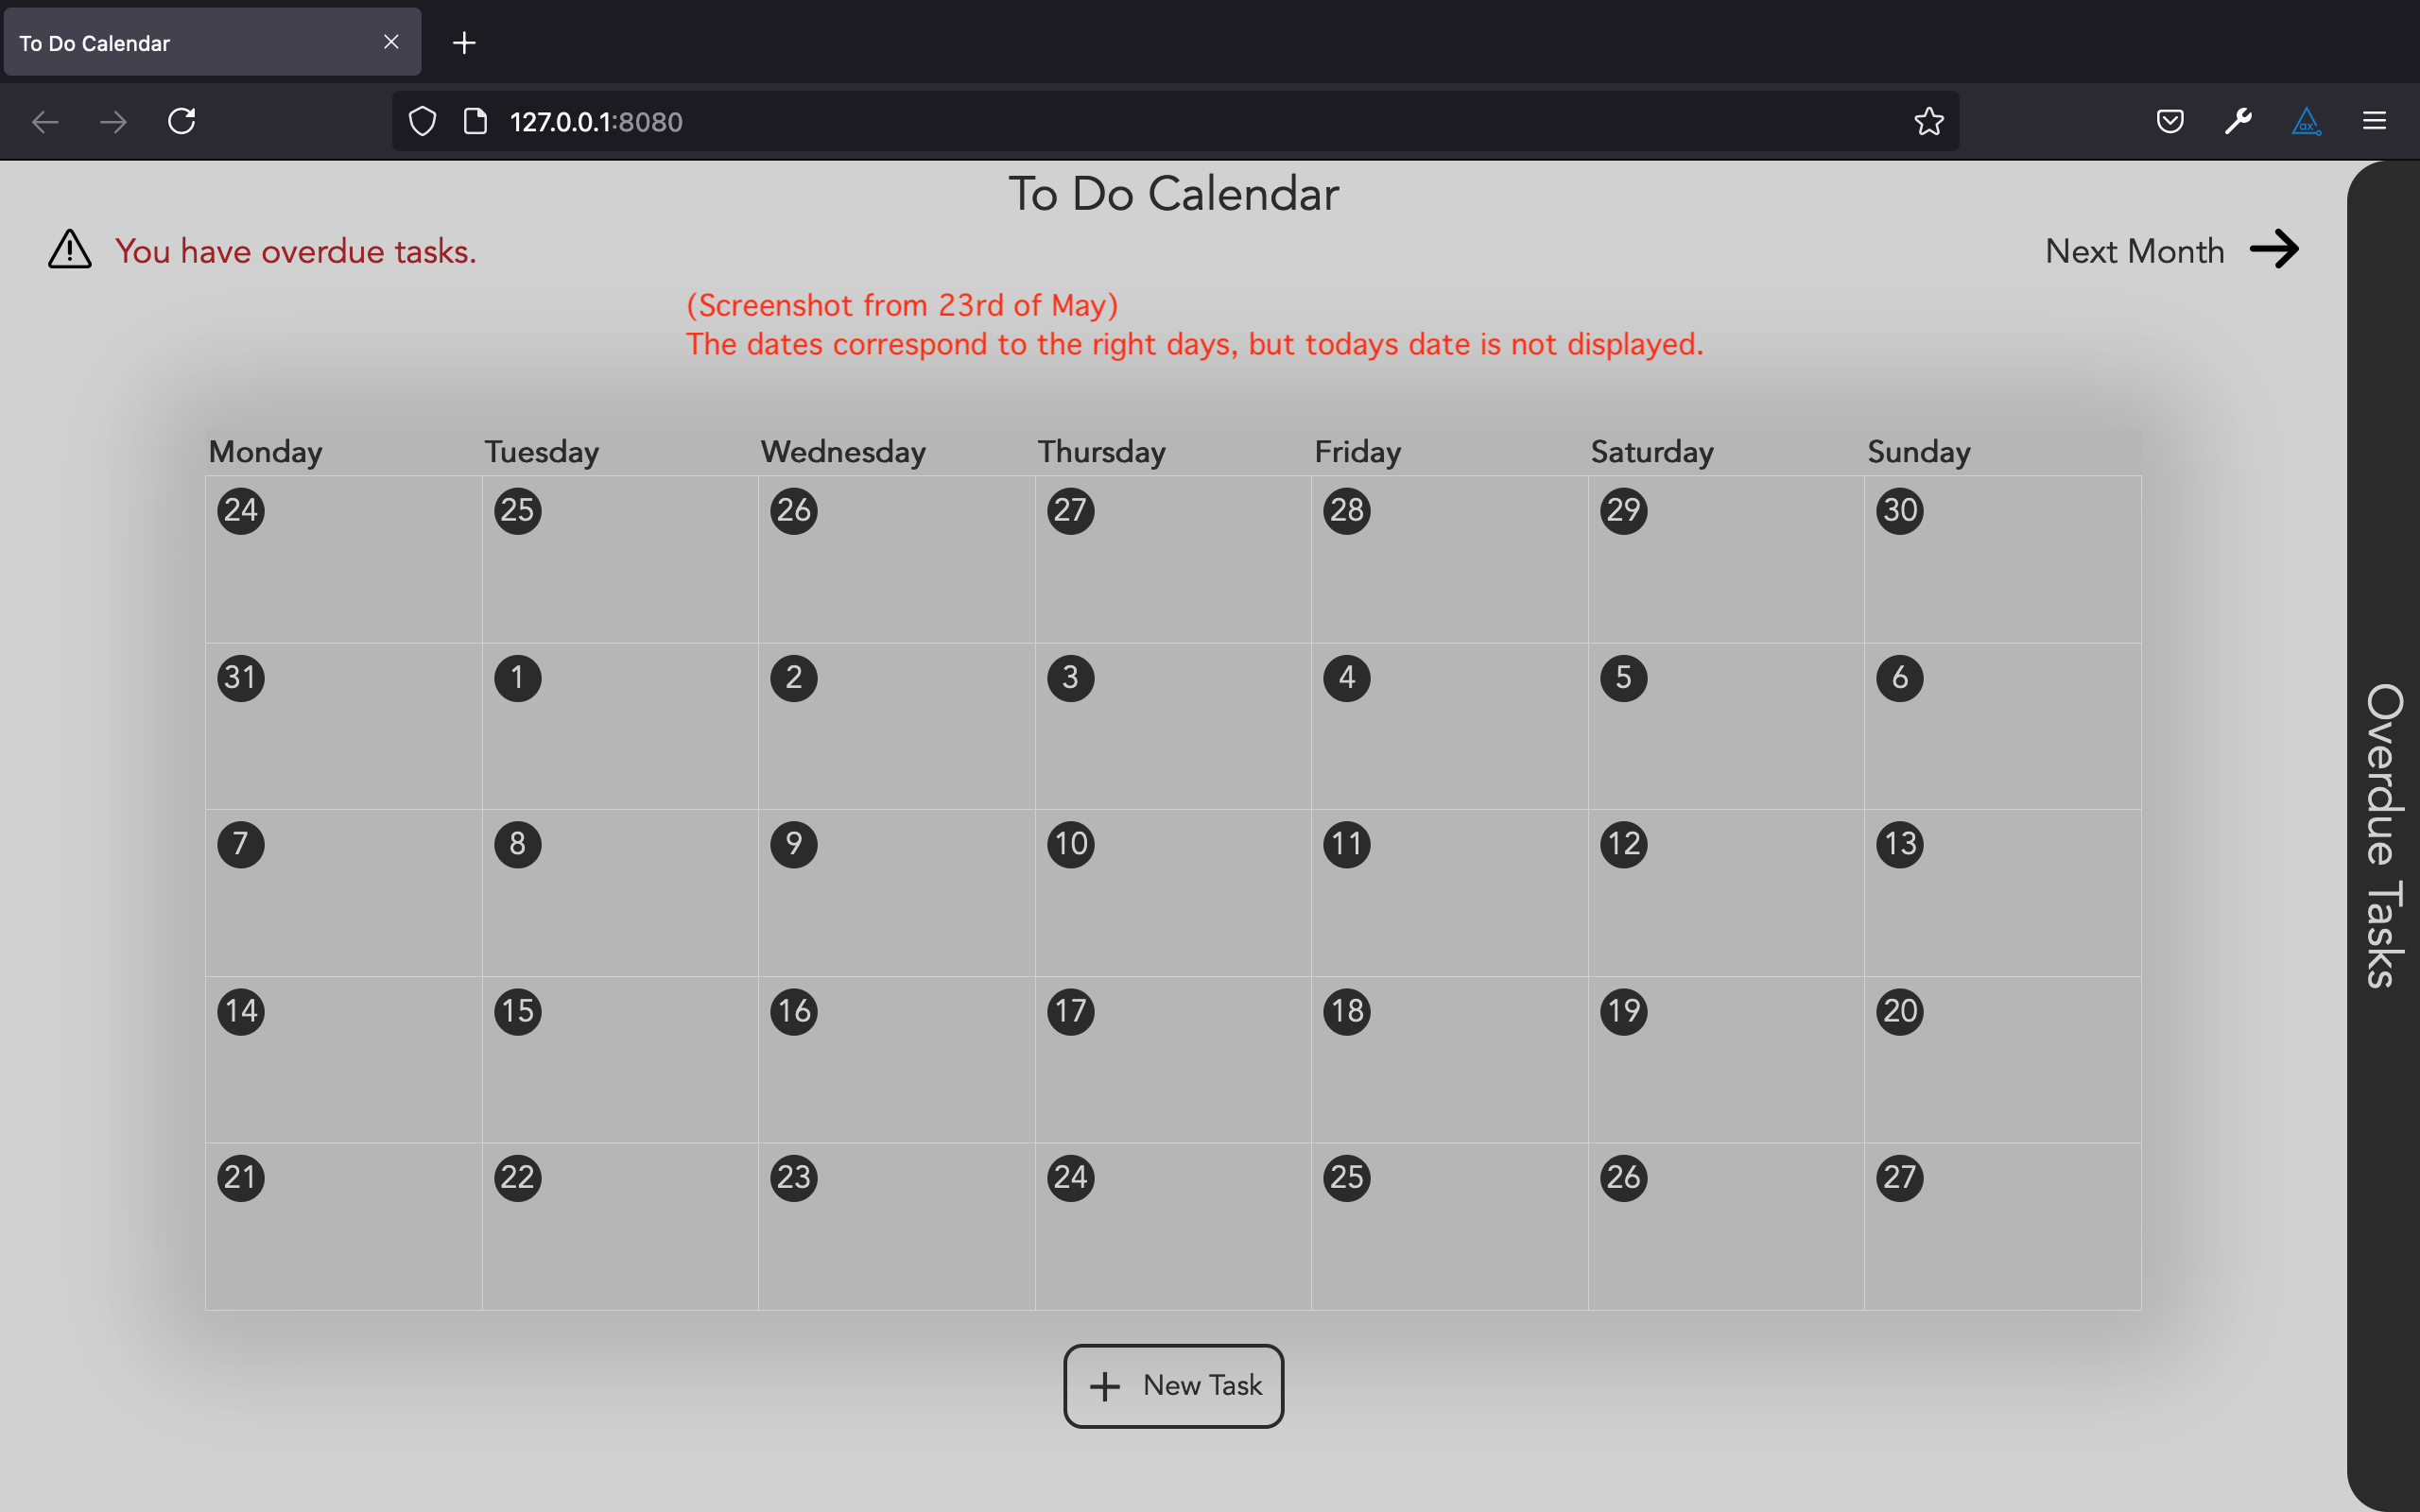 To Do Calendar
127.0.0.1:8080
To Do Calendar
You have overdue tasks.
Next Month
(Screenshot from 23rd of May)
The dates correspond to the right days, but todays date is not displayed.
Monday Tuesday Wednesday Thursday Friday Saturday Sunday
24 25 26 27 28 29 30
31 1 2 3 4 5 6
7 8 9 10 11 12 13
14 15 16 17 18 19 20
21 22 23 24 25 26 27
New Task
Overdue Tasks